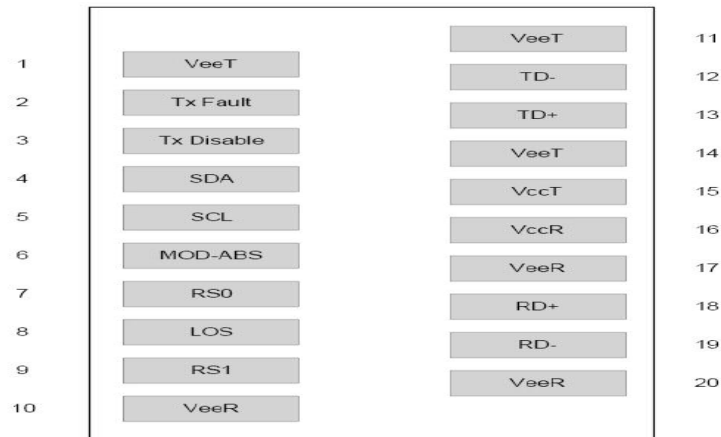 VeeT 11
1 VeeT
TD- 12
2 Tx Fault
TD+ 13
3 Tx Disable
VeeT 14
4 SDA
VccT 15
5 SCL
VccR 16
6 MOD-ABS
VeeR 17
7 RS0
RD+ 18
8 LOS
RD- 19
9 RS1
VeeR 20
10 VeeR